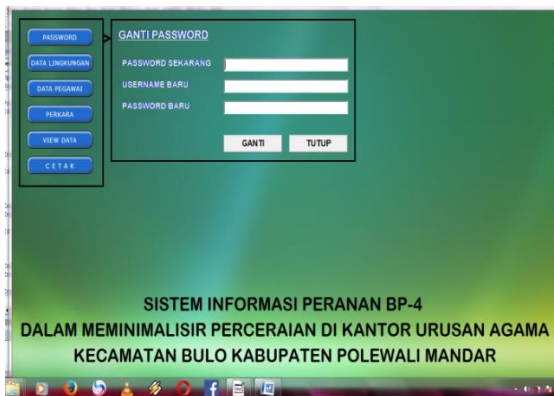 PASSWORD
DATA LINGKUNGAN
DATA PEGAWAI
PERKARA
VIEW DATA
C E T A K
GANTI PASSWORD
PASSWORD SEKARANG
USERNAME BARU
PASSWORD BARU
GANTI TUTUP
SISTEM INFORMASI PERANAN BP-4
DALAM MEMINIMALISIR PERCERAIAN DI KANTOR URUSAN AGAMA
KECAMATAN BULO KABUPATEN POLEWALI MANDAR